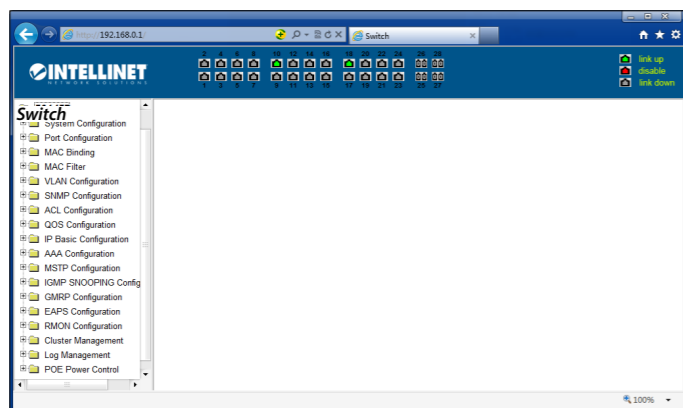 http://192.168.0.1/
Switch
INTELLINET
NETWORK SOLUTIONS
2 4 6 8 10 12 14 16 18 20 22 24 26 28
1 3 5 7 9 11 13 15 17 19 21 23 25 27
link up
disable
link down
Switch
System Configuration
Port Configuration
MAC Binding
MAC Filter
VLAN Configuration
SNMP Configuration
ACL Configuration
QOS Configuration
IP Basic Configuration
AAA Configuration
MSTP Configuration
IGMP SNOOPING Config
GMRP Configuration
EAPS Configuration
RMON Configuration
Cluster Management
Log Management
POE Power Control
100%